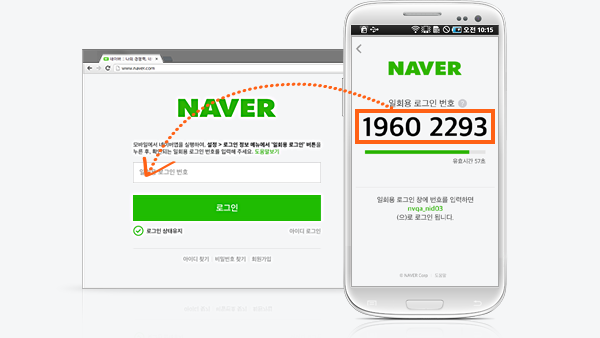 네이버 :: 나의 경쟁력, 네
www.naver.com
NAVER
모바일에서 네이버앱을 실행하여, 설정 > 로그인 정보 메뉴에서 '일회용 로그인' 버튼을
누른 후, 확인되는 일회용 로그인 번호를 입력해 주세요. 도움말보기
일회용 로그인 번호
로그인
로그인 상태유지
아이디 로그인
아이디 찾기 | 비밀번호 찾기 | 회원가입
SAMSUNG
오전 10:15
NAVER
일회용 로그인 번호 ?
1960 2293
유효시간 57초
일회용 로그인 창에 번호를 입력하면
nvqa_nid03
(으)로 로그인 됩니다.
© NAVER Corp. | 도움말